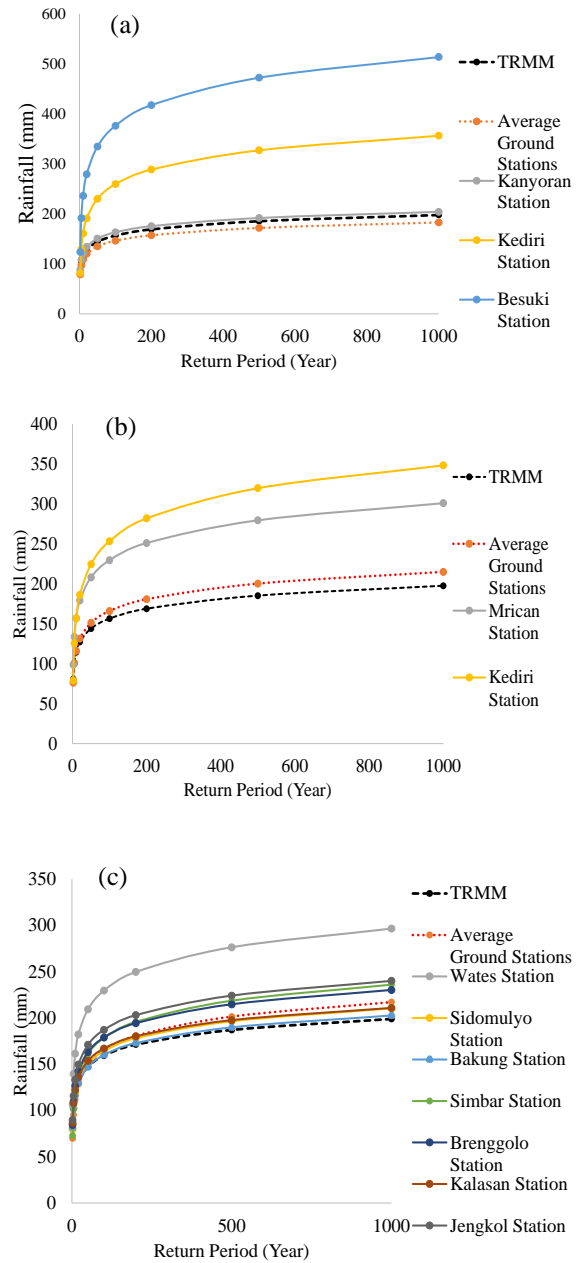 (a)
600
500
400
300
200
100
0
Rainfall (mm)
0
200
400
600
800
1000
Return Period (Year)
TRMM
Average
Ground
Stations
Kanyoran
Station
Kediri
Station
Besuki
Station
(b)
400
350
300
250
200
150
100
50
0
Rainfall (mm)
0
200
400
600
800
1000
Return Period (Year)
TRMM
Average
Ground
Stations
Mrican
Station
Kediri
Station
(c)
350
300
250
200
150
100
50
0
Rainfall (mm)
0
500
1000
Return Period (Year)
TRMM
Average
Ground Stations
Wates Station
Sidomulyo
Station
Bakung Station
Simbar Station
Brenggolo
Station
Kalasan Station
Jengkol Station